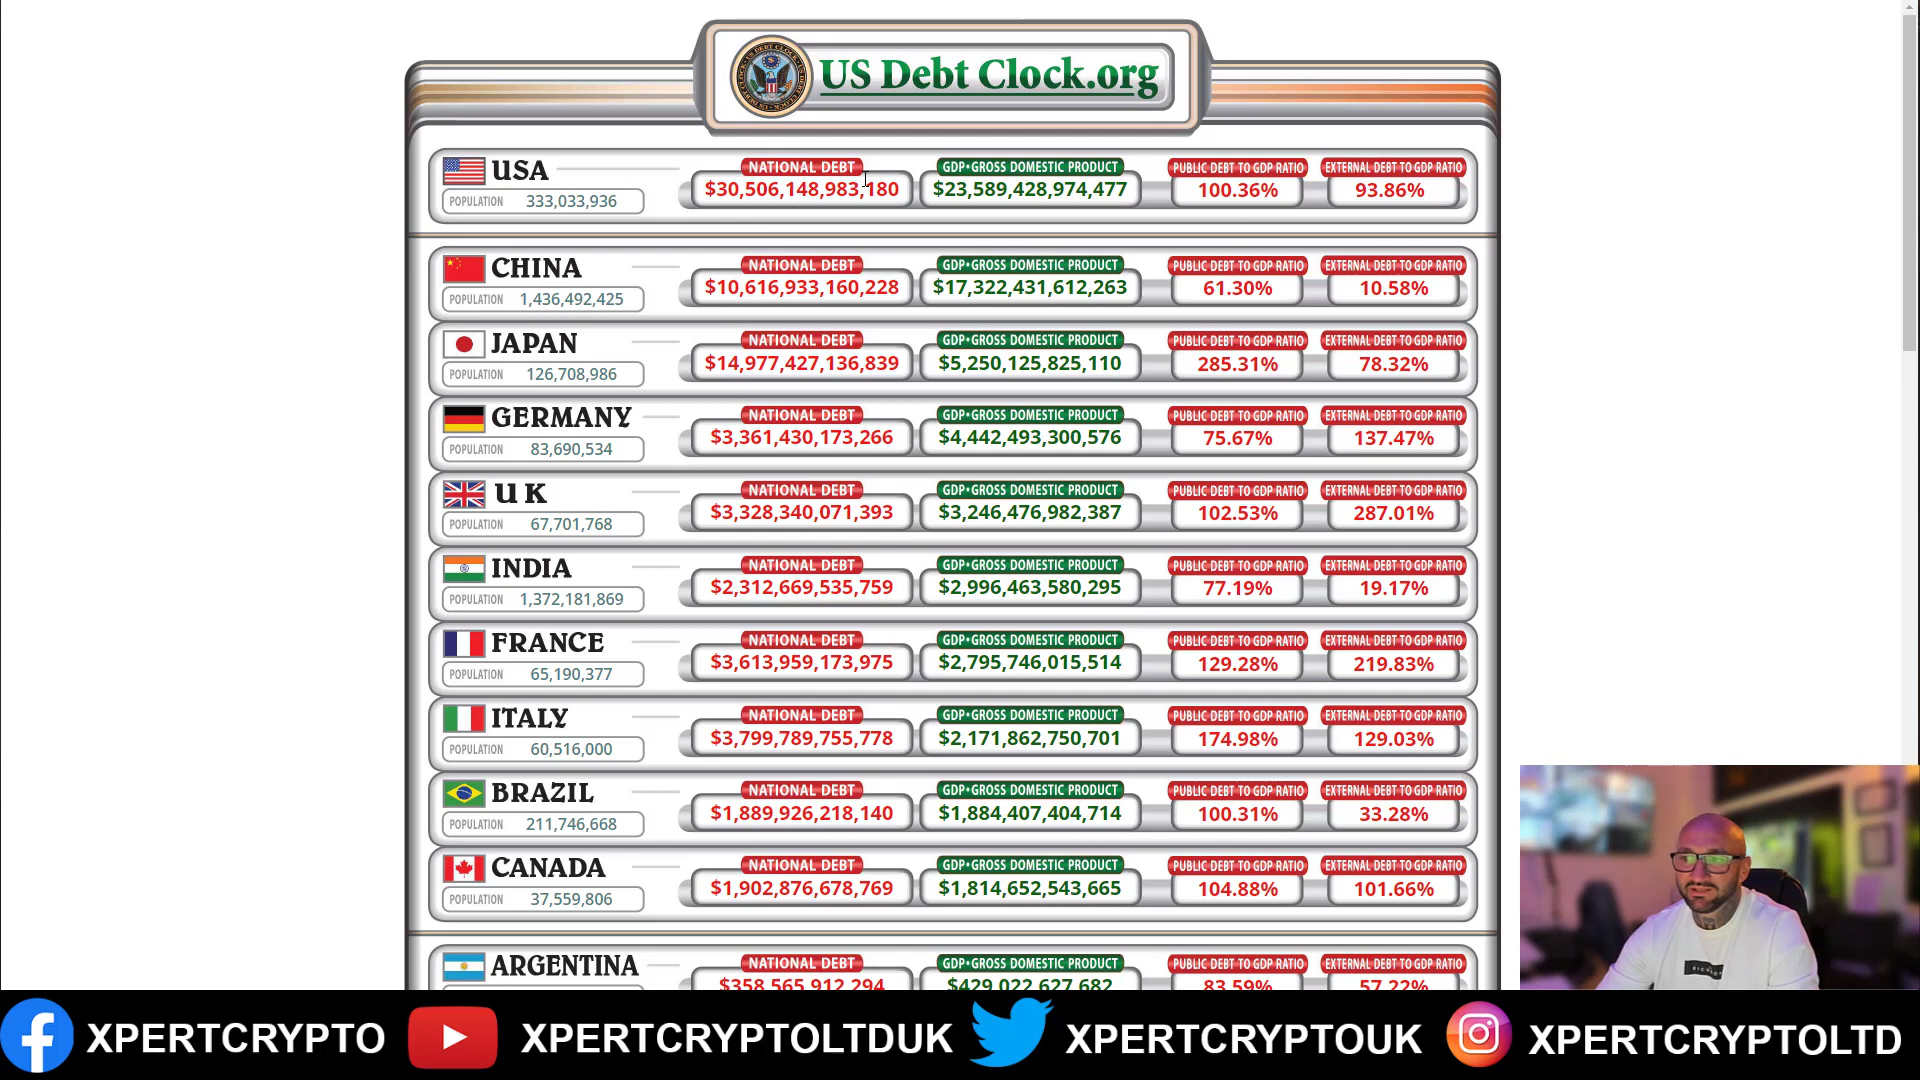 US Debt Clock.org
USA
POPULATION 333,033,936
NATIONAL DEBT
$30,506,148,983,180
GDP•GROSS DOMESTIC PRODUCT
$23,589,428,974,477
PUBLIC DEBT TO GDP RATIO
100.36%
EXTERNAL DEBT TO GDP RATIO
93.86%
CHINA
POPULATION 1,436,492,425
NATIONAL DEBT
$10,616,933,160,228
GDP•GROSS DOMESTIC PRODUCT
$17,322,431,612,263
PUBLIC DEBT TO GDP RATIO
61.30%
EXTERNAL DEBT TO GDP RATIO
10.58%
JAPAN
POPULATION 126,708,986
NATIONAL DEBT
$14,977,427,136,839
GDP•GROSS DOMESTIC PRODUCT
$5,250,125,825,110
PUBLIC DEBT TO GDP RATIO
285.31%
EXTERNAL DEBT TO GDP RATIO
78.32%
GERMANY
POPULATION 83,690,534
NATIONAL DEBT
$3,361,430,173,266
GDP•GROSS DOMESTIC PRODUCT
$4,442,493,300,576
PUBLIC DEBT TO GDP RATIO
75.67%
EXTERNAL DEBT TO GDP RATIO
137.47%
UK
POPULATION 67,701,768
NATIONAL DEBT
$3,328,340,071,393
GDP•GROSS DOMESTIC PRODUCT
$3,246,476,982,387
PUBLIC DEBT TO GDP RATIO
102.53%
EXTERNAL DEBT TO GDP RATIO
287.01%
INDIA
POPULATION 1,372,181,869
NATIONAL DEBT
$2,312,669,535,759
GDP•GROSS DOMESTIC PRODUCT
$2,996,463,580,295
PUBLIC DEBT TO GDP RATIO
77.19%
EXTERNAL DEBT TO GDP RATIO
19.17%
FRANCE
POPULATION 65,190,377
NATIONAL DEBT
$3,613,959,173,975
GDP•GROSS DOMESTIC PRODUCT
$2,795,746,015,514
PUBLIC DEBT TO GDP RATIO
129.28%
EXTERNAL DEBT TO GDP RATIO
219.83%
ITALY
POPULATION 60,516,000
NATIONAL DEBT
$3,799,789,755,778
GDP•GROSS DOMESTIC PRODUCT
$2,171,862,750,701
PUBLIC DEBT TO GDP RATIO
174.98%
EXTERNAL DEBT TO GDP RATIO
129.03%
BRAZIL
POPULATION 211,746,668
NATIONAL DEBT
$1,889,926,218,140
GDP•GROSS DOMESTIC PRODUCT
$1,884,407,404,714
PUBLIC DEBT TO GDP RATIO
100.31%
EXTERNAL DEBT TO GDP RATIO
33.28%
CANADA
POPULATION 37,559,806
NATIONAL DEBT
$1,902,876,678,769
GDP•GROSS DOMESTIC PRODUCT
$1,814,652,543,665
PUBLIC DEBT TO GDP RATIO
104.88%
EXTERNAL DEBT TO GDP RATIO
101.66%
ARGENTINA
NATIONAL DEBT
$358,565,912,294
GDP•GROSS DOMESTIC PRODUCT
$429,022,627,682
PUBLIC DEBT TO GDP RATIO
83.59%
EXTERNAL DEBT TO GDP RATIO
57.22%
XPERTCRYPTO
XPERTCRYPTOLTDUK
XPERTCRYPTOUK
XPERTCRYPTOLTD